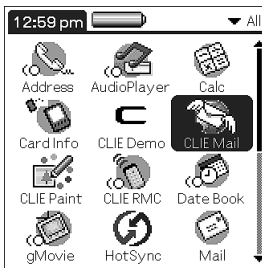 12:59 pm All
Address AudioPlayer Calc
Card Info CLIE Demo CLIE Mail
CLIE Paint CLIE RMC Date Book
gMovie HotSync Mail